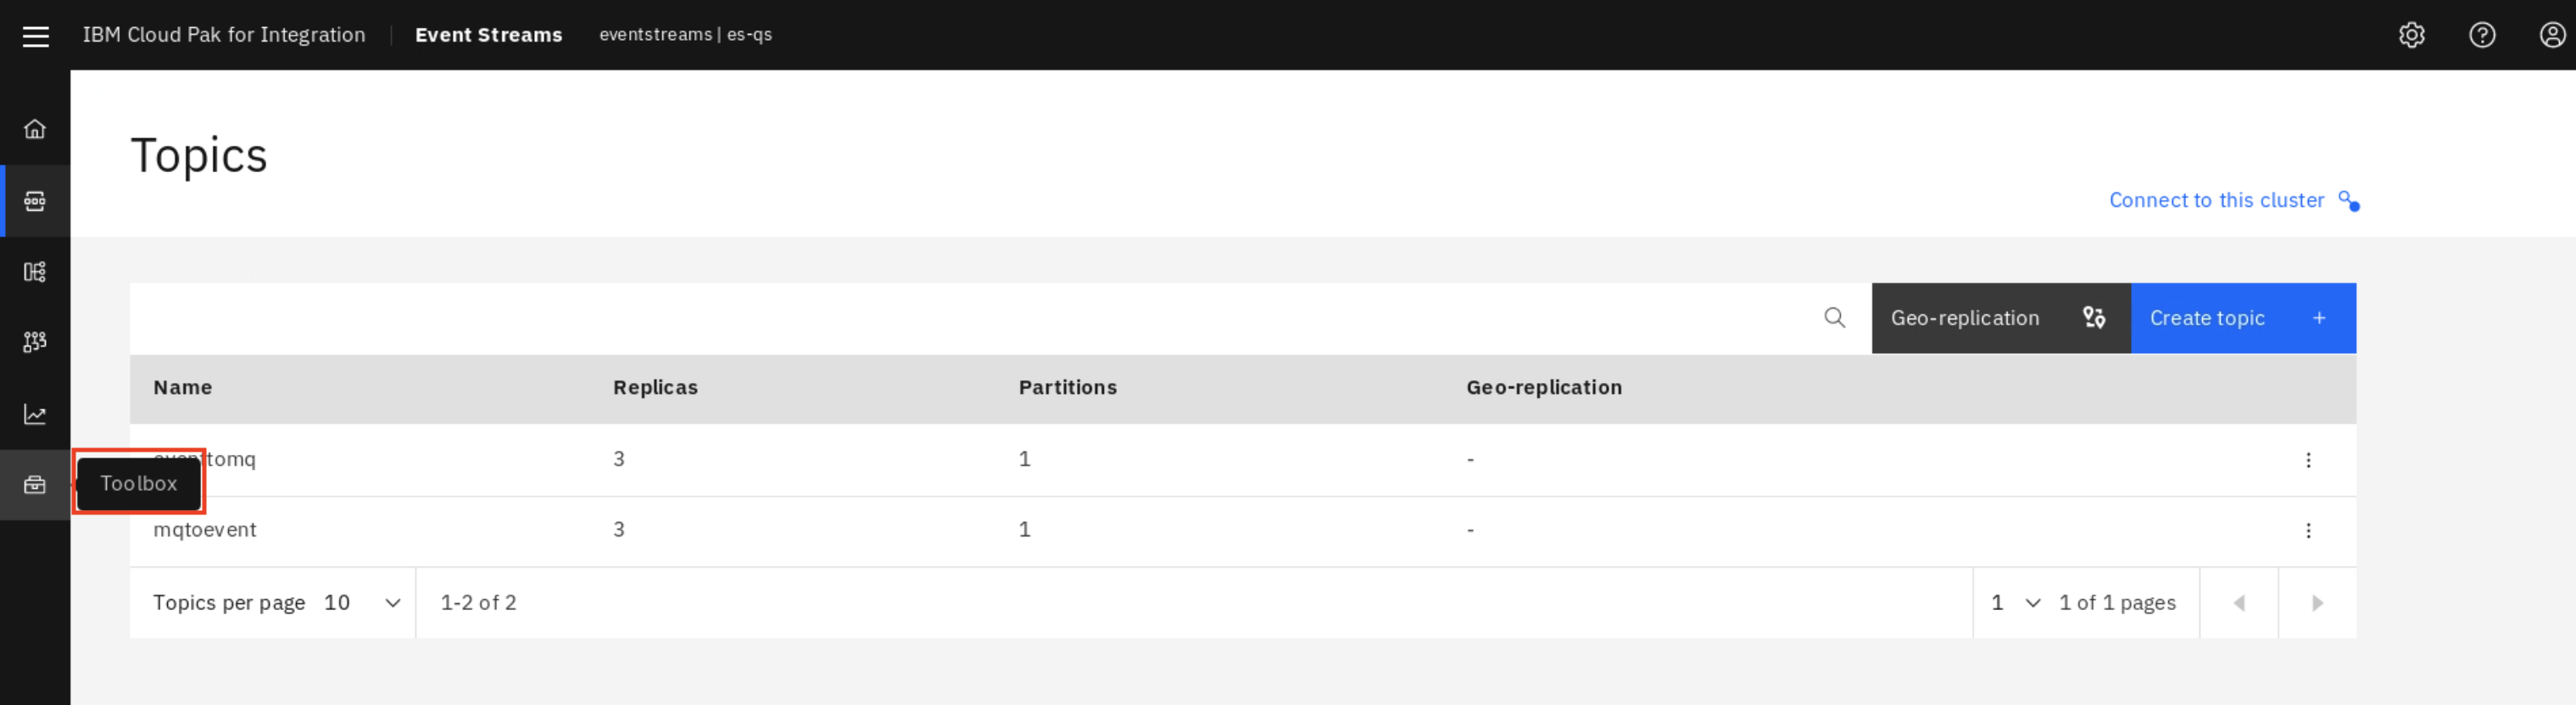 IBM Cloud Pak for Integration Event Streams eventstreams | es-qs
Topics
Connect to this cluster
Geo-replication Create topic +
Name Replicas Partitions Geo-replication
3 1 -
Toolbox
mqtoevent 3 1 -
Topics per page 10 1-2 of 2 1 1 of 1 pages